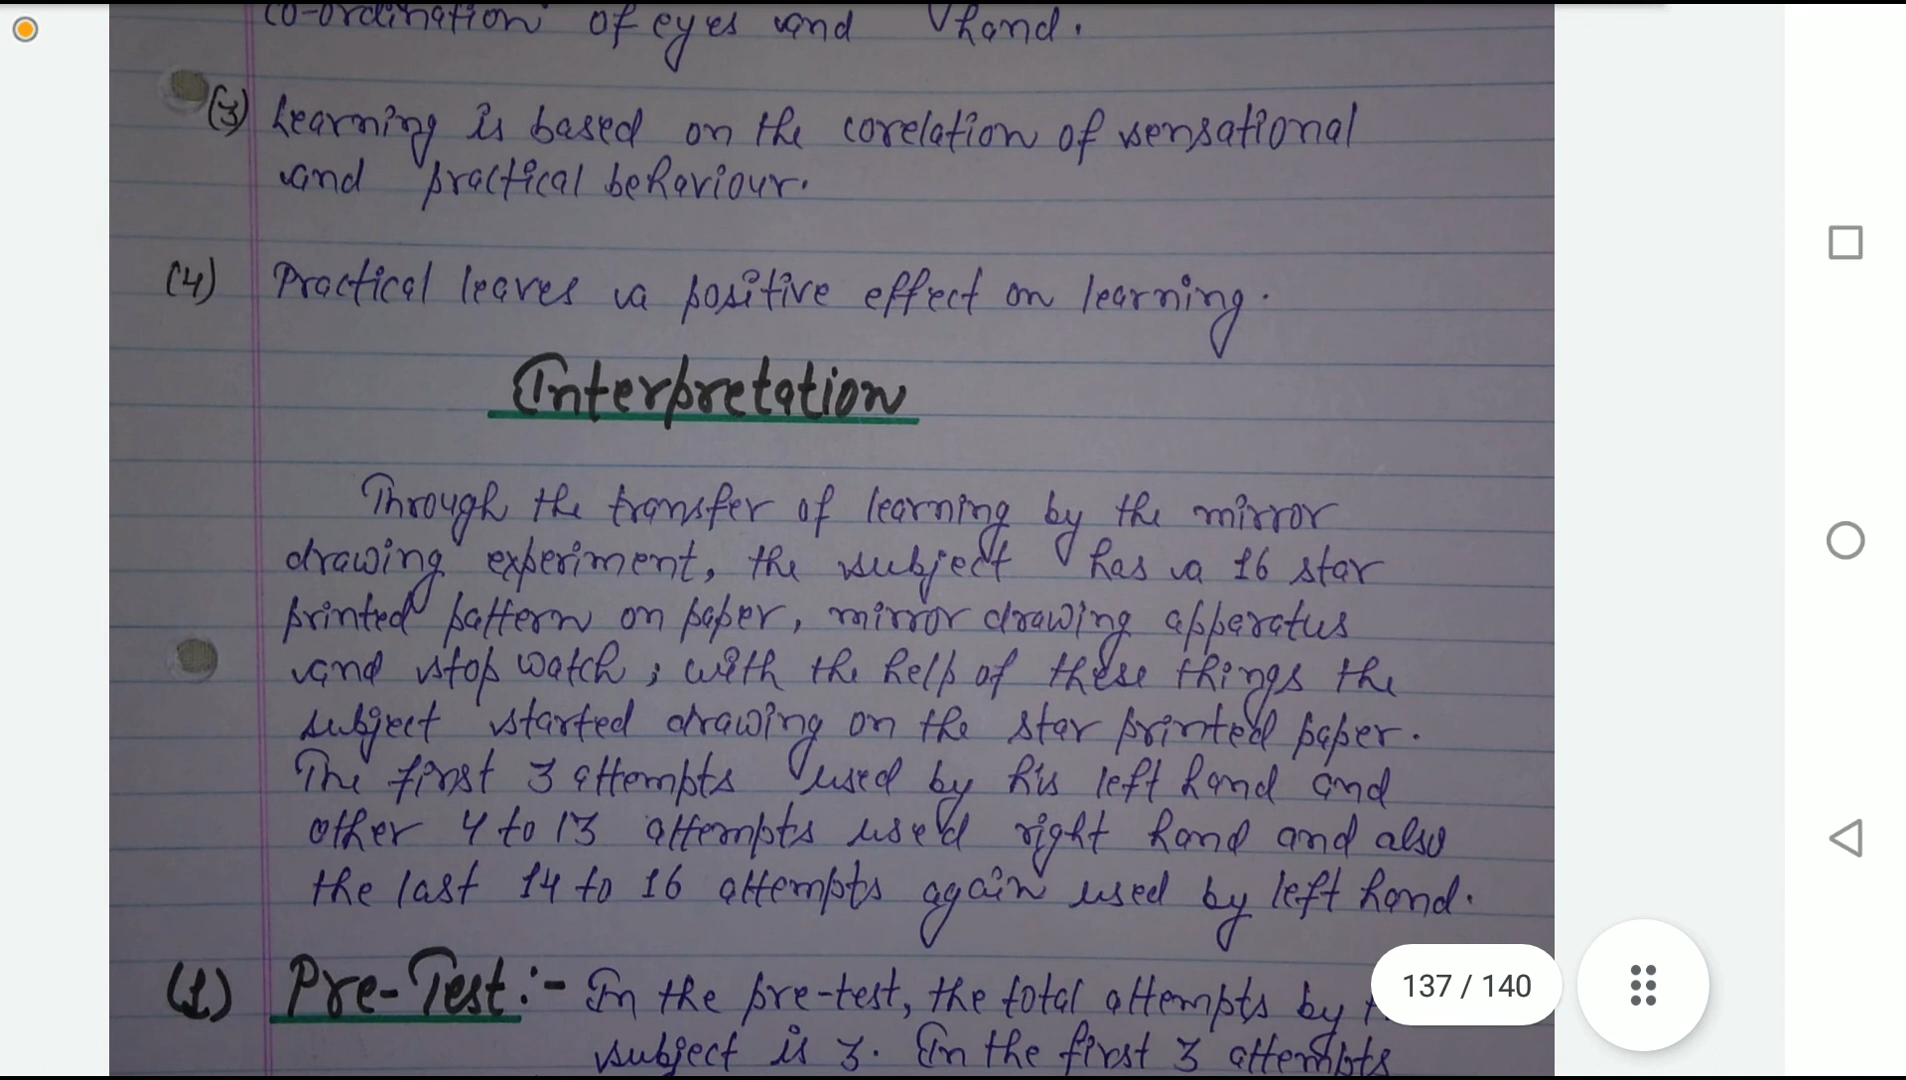 co-ordination of eyes and hand.
(3) Learning is based on the corelation of sensational
and practical behaviour.
(4) Practical leaves a positive effect on learning.
Interpretation
Through the transfer of learning by the mirror
drawing experiment, the subject has a 16 star
printed pattern on paper, mirror drawing apparatus
and stop watch; with the help of these things the
subject started drawing on the star printed paper.
The first 3 attempts used by his left hand and
other 4 to 13 attempts used right hand and also
the last 14 to 16 attempts again used by left hand.
(1) Pre-Test:- In the pre-test, the total attempts by
subject is 3. In the first 3 attempts
137 / 140